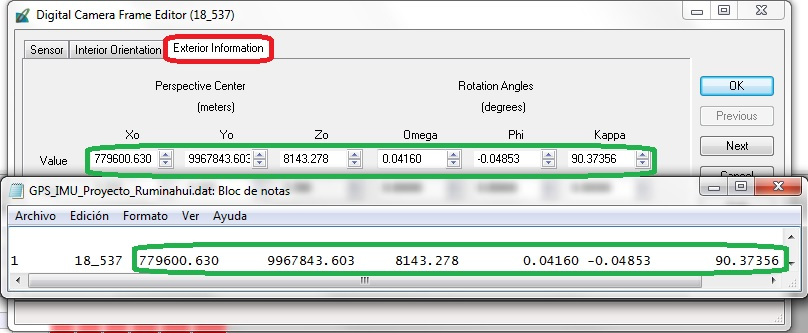 Digital Camera Frame Editor (18_537)
Sensor Interior Orientation Exterior Information
Perspective Center Rotation Angles
(meters) (degrees)
Xo Yo Zo Omega Phi Kappa
Value 779600.630 9967843.603 8143.278 0.04160 -0.04853 90.37356
OK
Previous
Next
GPS_IMU_Proyecto_Ruminahui.dat: Bloc de notas
Archivo Edición Formato Ver Ayuda
1 18_537 779600.630 9967843.603 8143.278 0.04160 -0.04853 90.37356